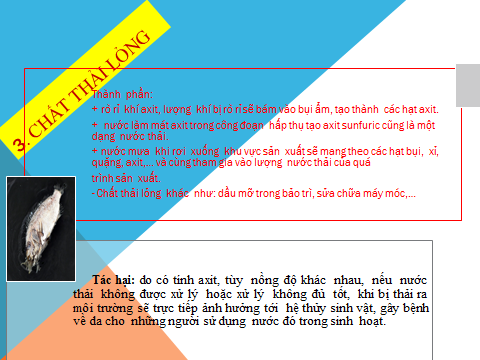 3. CHẤT THẢI LỎNG
Thành phần:
+ rò rỉ khí axit, lượng khí bị rò rỉ sẽ bám vào bụi ẩm, tạo thành các hạt axit.
+ nước làm mát axit trong công đoạn hấp thụ tạo axit sunfuric cũng là một
dạng nước thải.
+ nước mưa khi rơi xuống khu vực sản xuất sẽ mang theo các hạt bụi, xỉ,
quặng, axit,... và cùng tham gia vào lượng nước thải của quá
trình sản xuất.
- Chất thải lỏng khác như: dầu mỡ trong bảo trì, sửa chữa máy móc,...
Tác hại: do có tính axit, tùy nồng độ khác nhau, nếu nước
thải không được xử lý hoặc xử lý không đủ tốt, khi bị thải ra
môi trường sẽ trực tiếp ảnh hưởng tới hệ thủy sinh vật, gây bệnh
về da cho những người sử dụng nước đó trong sinh hoạt.